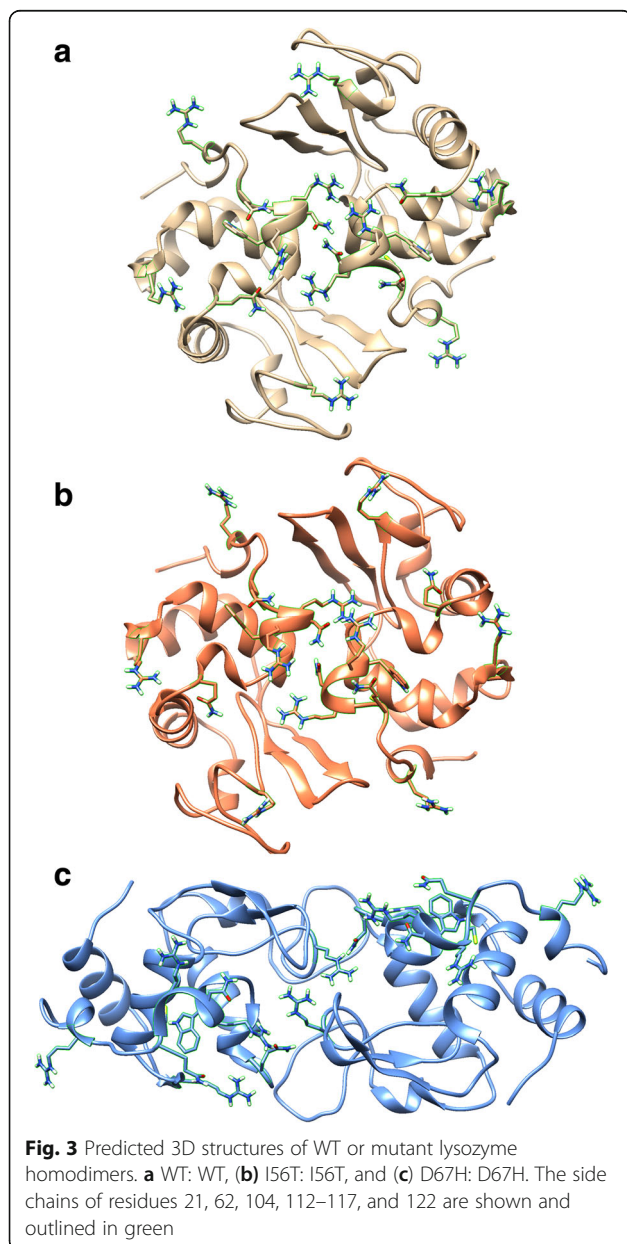 a
b
c
Fig. 3 Predicted 3D structures of WT or mutant lysozyme
homodimers. a WT: WT, (b) I56T: I56T, and (c) D67H: D67H. The side
chains of residues 21, 62, 104, 112–117, and 122 are shown and
outlined in green